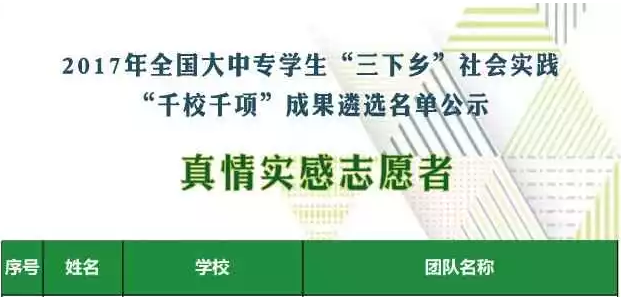 2017年全国大中专学生“三下乡”社会实践
“千校千项”成果遴选名单公示
真情实感志愿者
序号 姓名 学校 团队名称